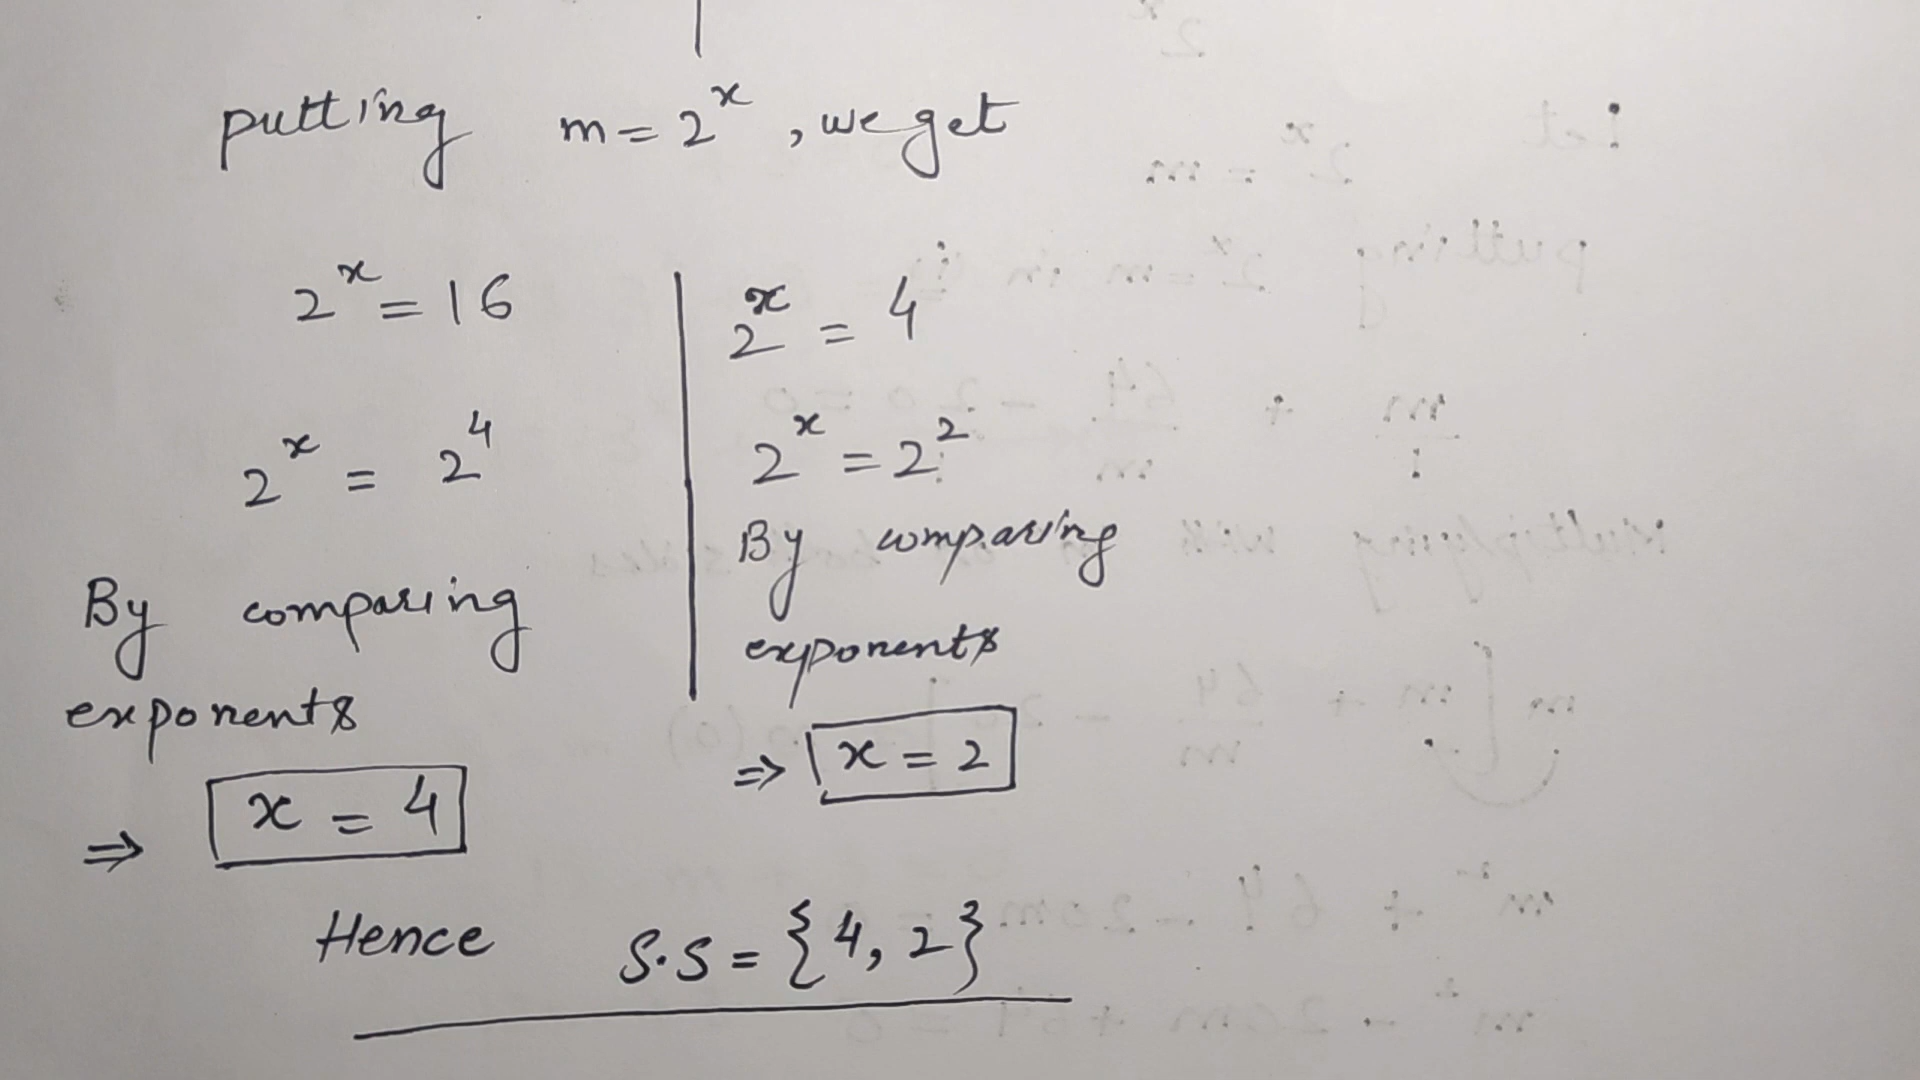 putting m = 2^x, we get
2^x = 16
2^x = 2^4
By comparing
exponents
⇒ x = 4
2^x = 4
2^x = 2^2
By comparing
exponents
⇒ x = 2
Hence S.S = {4, 2}